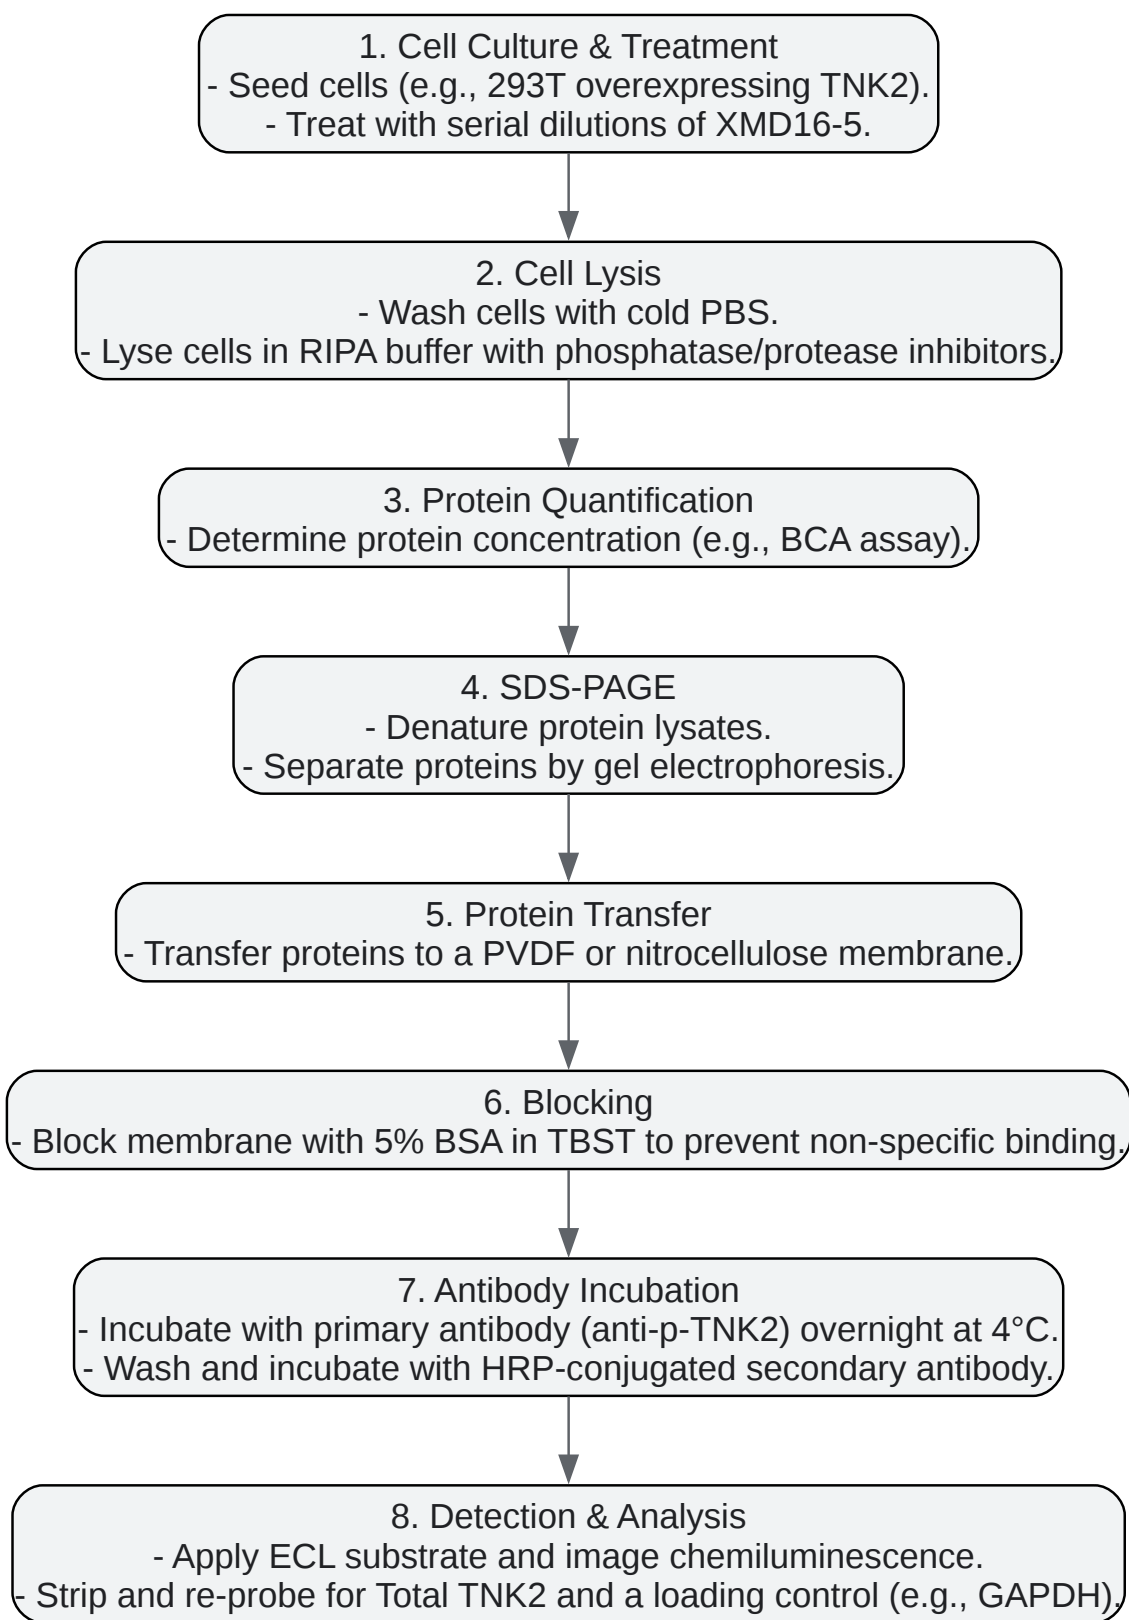 1. Cell Culture & Treatment
- Seed cells (e.g., 293T overexpressing TNK2).
- Treat with serial dilutions of XMD16-5.
2. Cell Lysis
- Wash cells with cold PBS.
- Lyse cells in RIPA buffer with phosphatase/protease inhibitors.
3. Protein Quantification
- Determine protein concentration (e.g., BCA assay).
4. SDS-PAGE
- Denature protein lysates.
- Separate proteins by gel electrophoresis.
5. Protein Transfer
- Transfer proteins to a PVDF or nitrocellulose membrane.
6. Blocking
- Block membrane with 5% BSA in TBST to prevent non-specific binding.
7. Antibody Incubation
- Incubate with primary antibody (anti-p-TNK2) overnight at 4°C.
- Wash and incubate with HRP-conjugated secondary antibody.
8. Detection & Analysis
- Apply ECL substrate and image chemiluminescence.
- Strip and re-probe for Total TNK2 and a loading control (e.g., GAPDH).